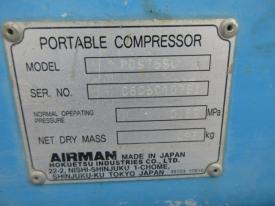 PORTABLE COMPRESSOR
MODEL
SER. NO.
NORMAL OPERATING
PRESSURE
MPa
NET DRY MASS
kg
AIRMAN MADE IN JAPAN
HOKUETSU INDUSTRIES CO., LTD.
22-2, NISHI-SHINJUKU 1-CHOME,
SHINJUKU-KU TOKYO JAPAN